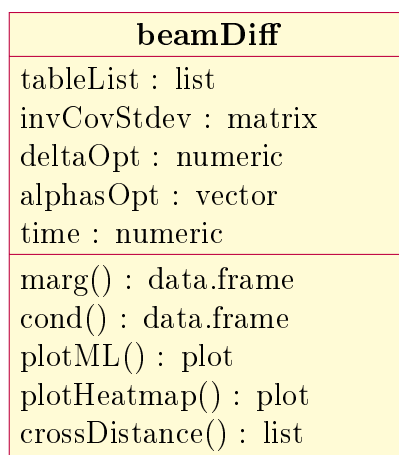 beamDiff
tableList : list
invCovStdev : matrix
deltaOpt : numeric
alphasOpt : vector
time : numeric
marg() : data.frame
cond() : data.frame
plotML() : plot
plotHeatmap() : plot
crossDistance() : list